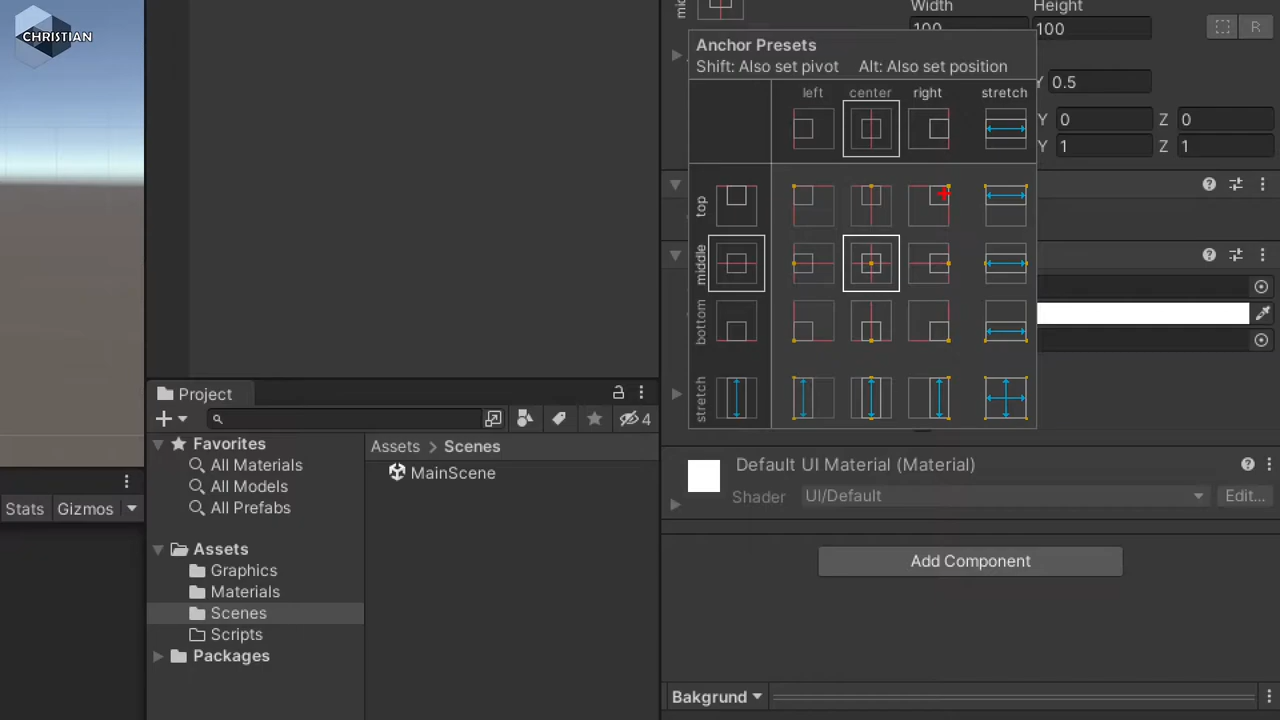 CHRISTIAN
Width Height
100 100
R
middle
Anchor Presets
Shift: Also set pivot Alt: Also set position
Y 0.5
left center right stretch
Y 0 Z 0
Y 1 Z 1
top
middle
bottom
stretch
Project
4
Favorites
All Materials
All Models
All Prefabs
Assets
Graphics
Materials
Scenes
Scripts
Packages
Assets > Scenes
MainScene
Stats Gizmos
Default UI Material (Material)
Shader UI/Default Edit...
Add Component
Bakgrund